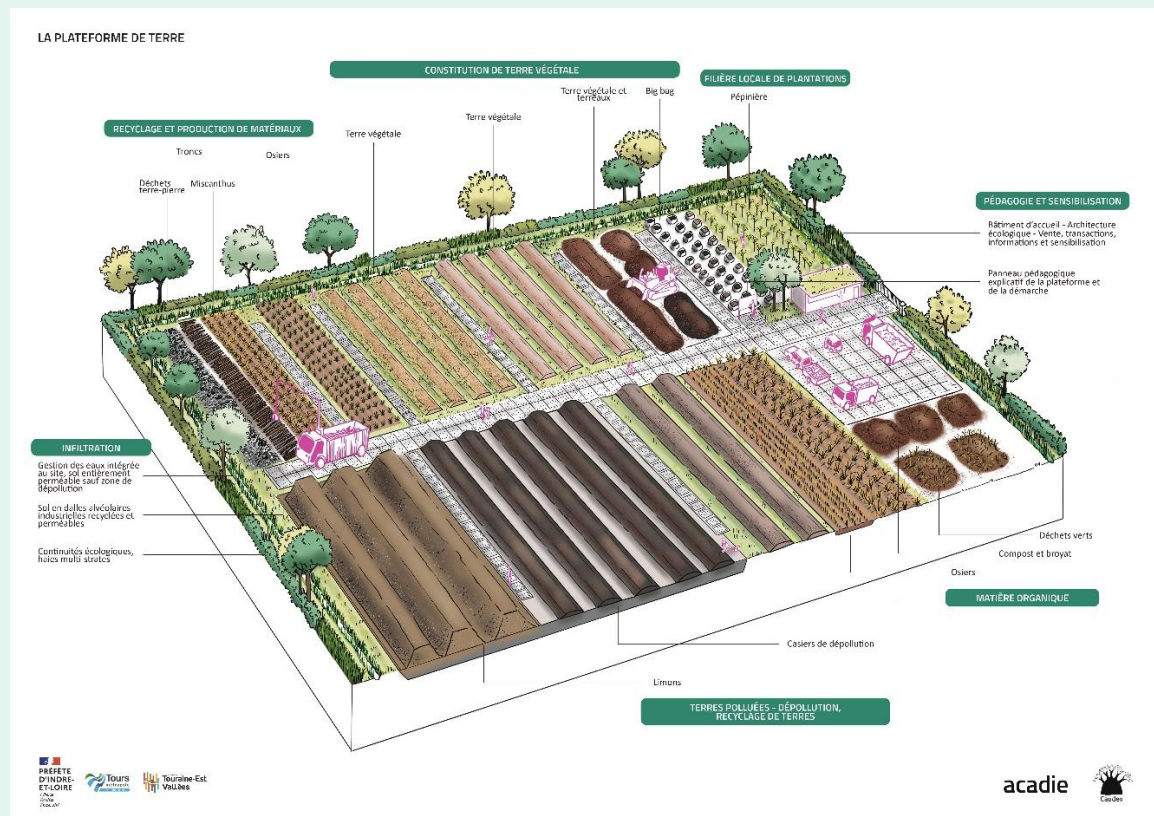 LA PLATEFORME DE TERRE
CONSTITUTION DE TERRE VÉGÉTALE
FILIÈRE LOCALE DE PLANTATIONS
Terre végétale et
terreaux
Big bag
Pépinière
RECYCLAGE ET PRODUCTION DE MATÉRIAUX
Terre végétale
Terre végétale
Troncs
Osiers
Déchets
terre-pierre
Miscanthus
PÉDAGOGIE ET SENSIBILISATION
Bâtiment d'accueil - Architecture
écologique - Vente, transactions,
informations et sensibilisation
Panneau pédagogique
explicatif de la plateforme et
de la démarche
INFILTRATION
Gestion des eaux intégrée
au site, sol entièrement
perméable sauf zone de
dépollution
Sol en dalles alvéolaires
industrielles recyclées et
perméables
Continuités écologiques,
haies multi strates
Déchets verts
Compost et broyat
Osiers
MATIÈRE ORGANIQUE
Casiers de dépollution
Limons
TERRES POLLUÉES - DÉPOLLUTION,
RECYCLAGE DE TERRES
PRÉFÈTE
D'INDRE-
ET-LOIRE
Tours
Touraine-Est
Vallées
acadie
Caudex